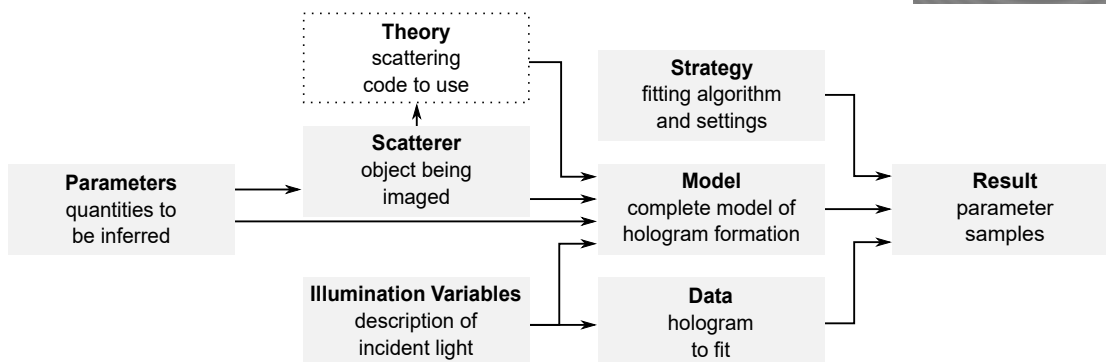 Theory
scattering
code to use
Strategy
fitting algorithm
and settings
Scatterer
object being
imaged
Parameters
quantities to
be inferred
Model
complete model of
hologram formation
Result
parameter
samples
Illumination Variables
description of
incident light
Data
hologram
to fit